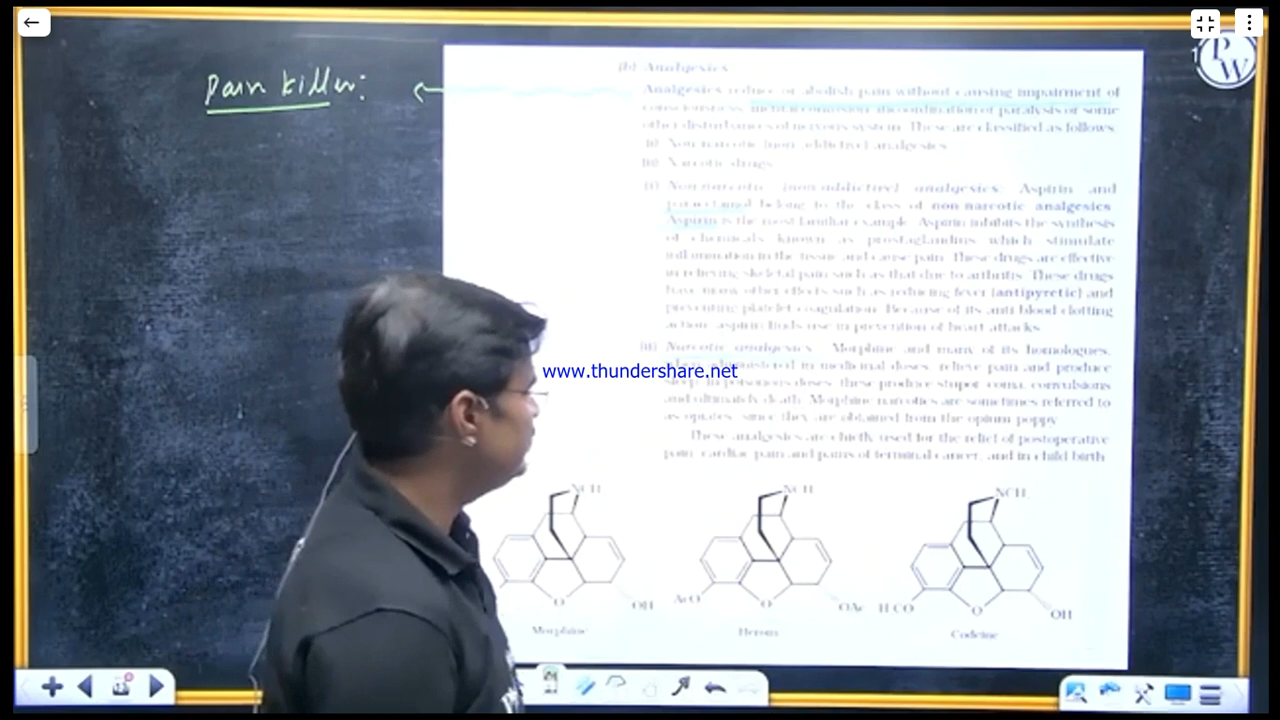 Pain killer:
PW
(b) Analgesics
Analgesics reduce or abolish pain without causing impairment of
consciousness, mental confusion, incoordination or paralysis or some
other disturbances of nervous system. These are classified as follows:
(i) Non-narcotic (non-addictive) analgesics
(ii) Narcotic drugs
(i) Non-narcotic (non-addictive) analgesics: Aspirin and
paracetamol belong to the class of non-narcotic analgesics.
Aspirin is the most familiar example. Aspirin inhibits the synthesis
of chemicals known as prostaglandins which stimulate
inflammation in the tissue and cause pain. These drugs are effective
in relieving skeletal pain such as that due to arthritis. These drugs
have many other effects such as reducing fever (antipyretic) and
preventing platelet coagulation. Because of its anti blood clotting
action, aspirin finds use in prevention of heart attacks.
(ii) Narcotic analgesics: Morphine and many of its homologues,
administered in medicinal doses, relieve pain and produce
sleep. In poisonous doses, these produce stupor, coma, convulsions
and ultimately death. Morphine narcotics are sometimes referred to
as opiates, since they are obtained from the opium poppy.
These analgesics are chiefly used for the relief of postoperative
pain, cardiac pain and pains of terminal cancer, and in child birth.
www.thundershare.net
NCH NCH NCH
O OH AcO O OAc H CO O OH
Morphine Heroin Codeine